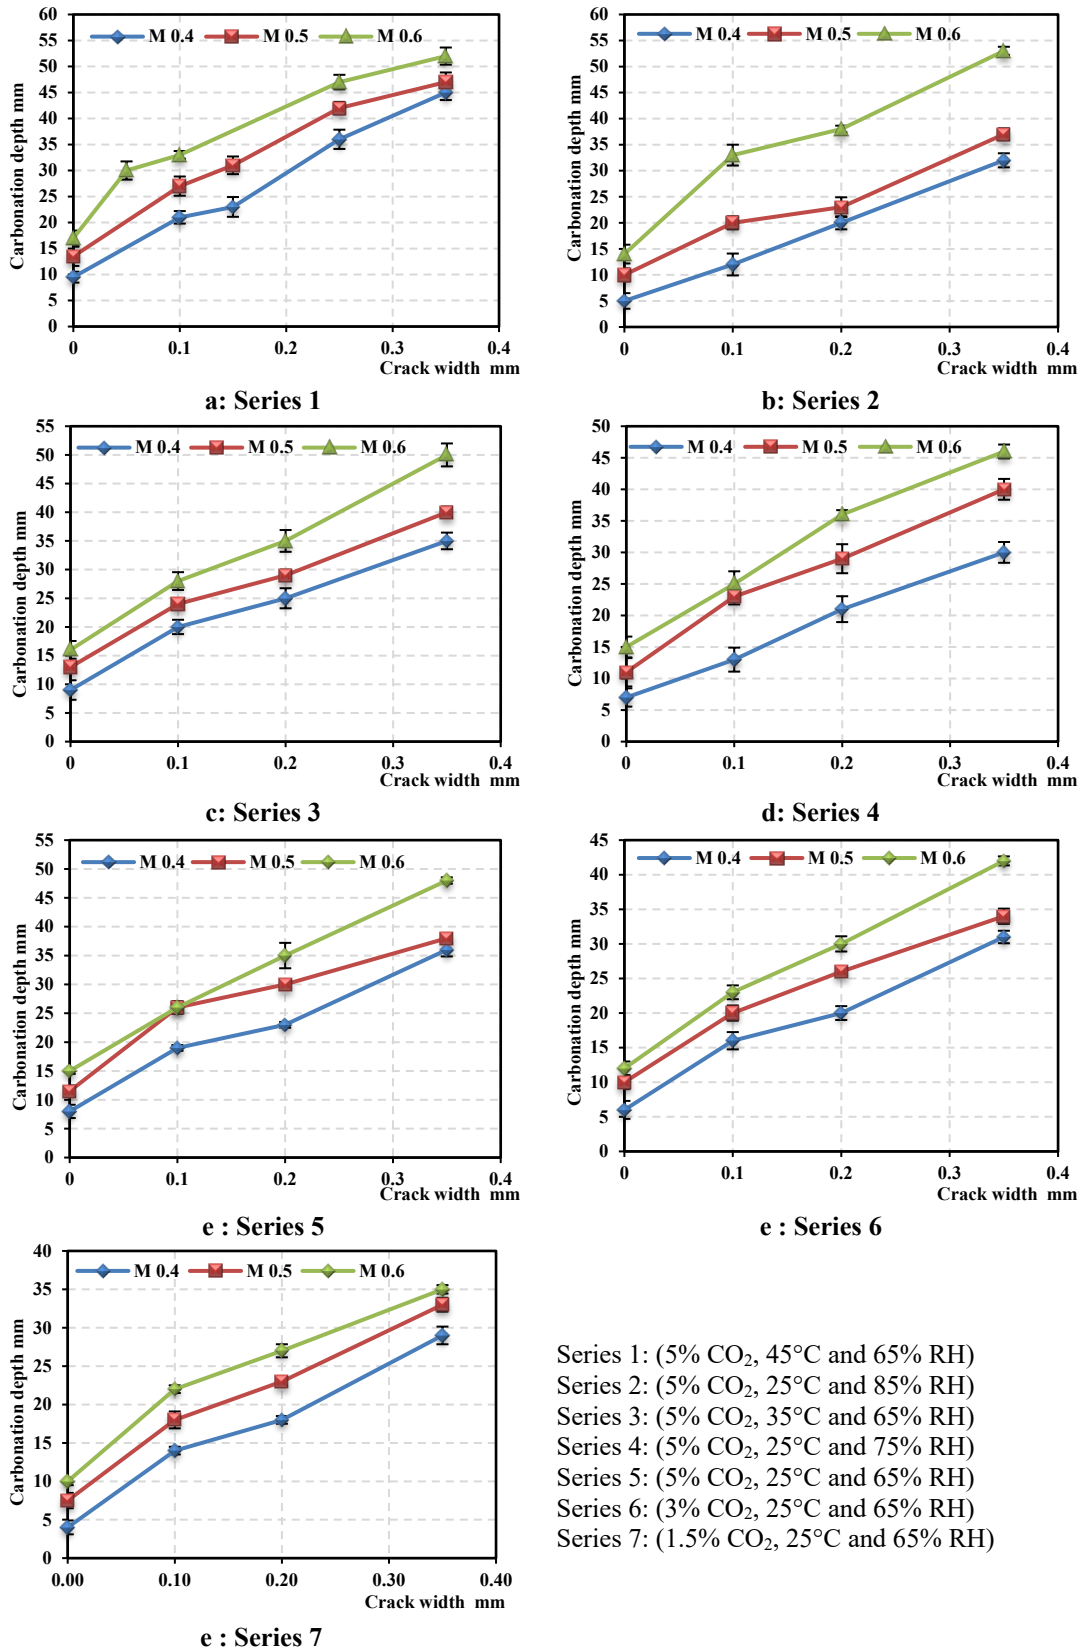 60
55
50
45
40
35
30
25
20
15
10
5
0
Carbonation depth mm
M 0.4 M 0.5 M 0.6
0 0.1 0.2 0.3 0.4
Crack width mm
a: Series 1
60
55
50
45
40
35
30
25
20
15
10
5
0
Carbonation depth mm
M 0.4 M 0.5 M 0.6
0 0.1 0.2 0.3 0.4
Crack width mm
b: Series 2
55
50
45
40
35
30
25
20
15
10
5
0
Carbonation depth mm
M 0.4 M 0.5 M 0.6
0 0.1 0.2 0.3 0.4
Crack width mm
c: Series 3
50
45
40
35
30
25
20
15
10
5
0
Carbonation depth mm
M 0.4 M 0.5 M 0.6
0 0.1 0.2 0.3 0.4
Crack width mm
d: Series 4
55
50
45
40
35
30
25
20
15
10
5
0
Carbonation depth mm
M 0.4 M 0.5 M 0.6
0 0.1 0.2 0.3 0.4
Crack width mm
e : Series 5
45
40
35
30
25
20
15
10
5
0
Carbonation depth mm
M 0.4 M 0.5 M 0.6
0 0.1 0.2 0.3 0.4
Crack width mm
e : Series 6
40
35
30
25
20
15
10
5
0
Carbonation depth mm
M 0.4 M 0.5 M 0.6
0.00 0.10 0.20 0.30 0.40
Crack width mm
e : Series 7
Series 1: (5% CO₂, 45°C and 65% RH)
Series 2: (5% CO₂, 25°C and 85% RH)
Series 3: (5% CO₂, 35°C and 65% RH)
Series 4: (5% CO₂, 25°C and 75% RH)
Series 5: (5% CO₂, 25°C and 65% RH)
Series 6: (3% CO₂, 25°C and 65% RH)
Series 7: (1.5% CO₂, 25°C and 65% RH)